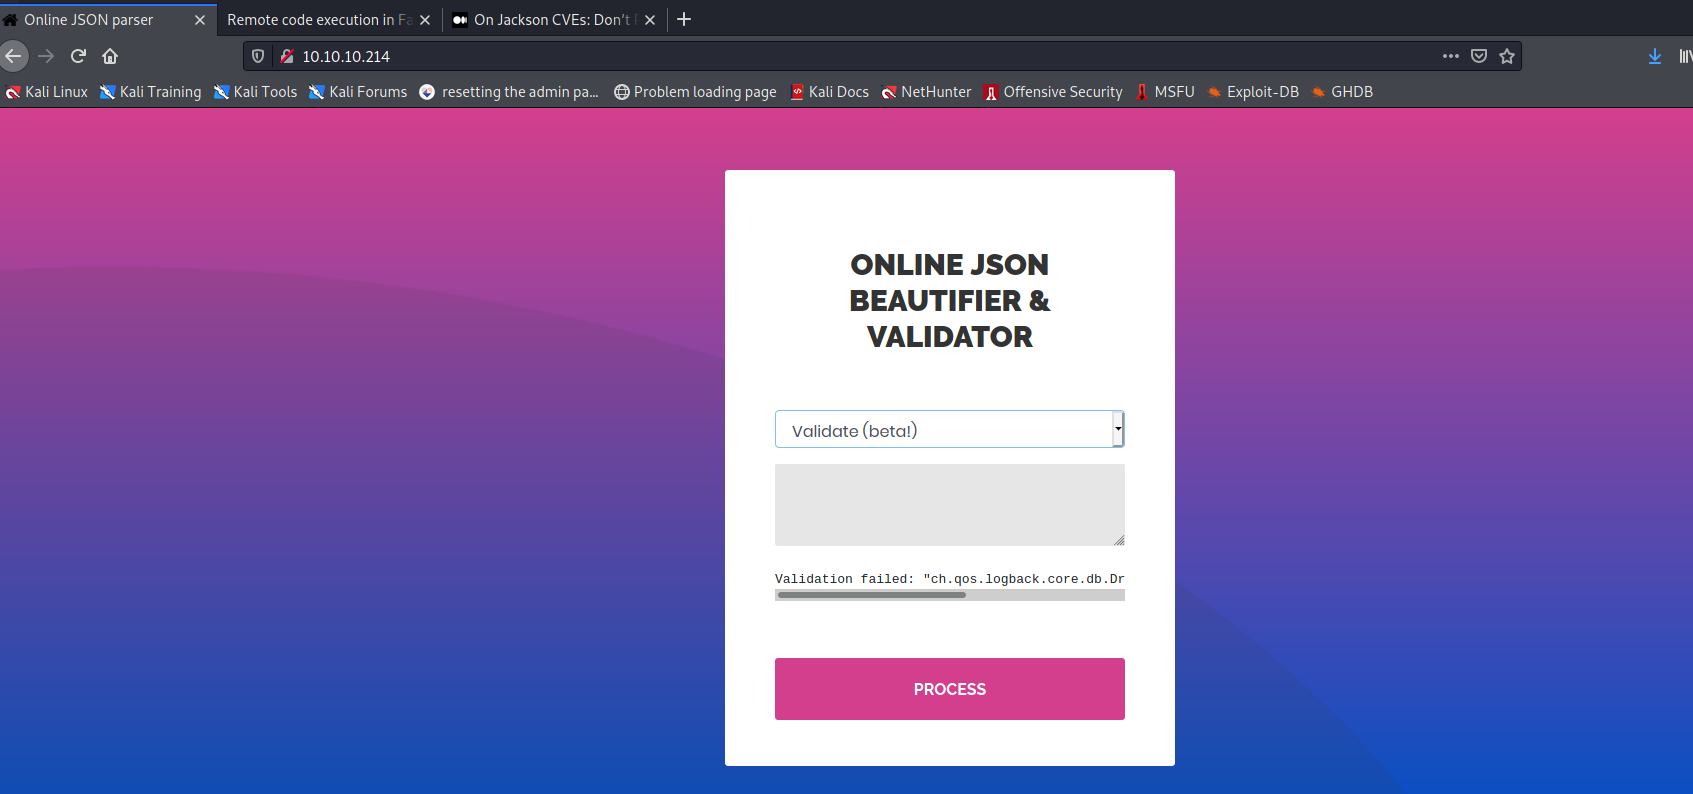 Online JSON parser
Remote code execution in Fa
On Jackson CVEs: Don't
10.10.10.214
Kali Linux Kali Training Kali Tools Kali Forums resetting the admin pa... Problem loading page Kali Docs NetHunter Offensive Security MSFU Exploit-DB GHDB
ONLINE JSON
BEAUTIFIER &
VALIDATOR
Validate (beta!)
Validation failed: "ch.qos.logback.core.db.Dr
PROCESS